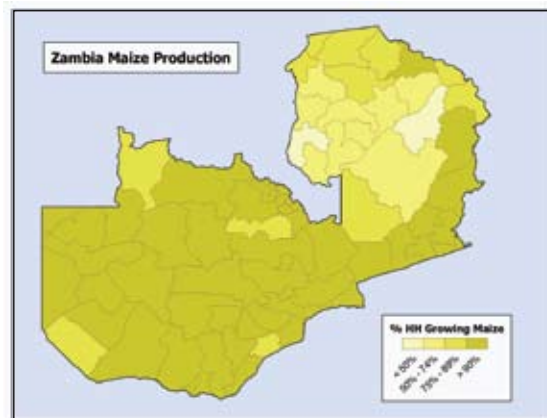 Zambia Maize Production
% HH Growing Maize
< 50%
50% - 74%
75% - 89%
> 90%